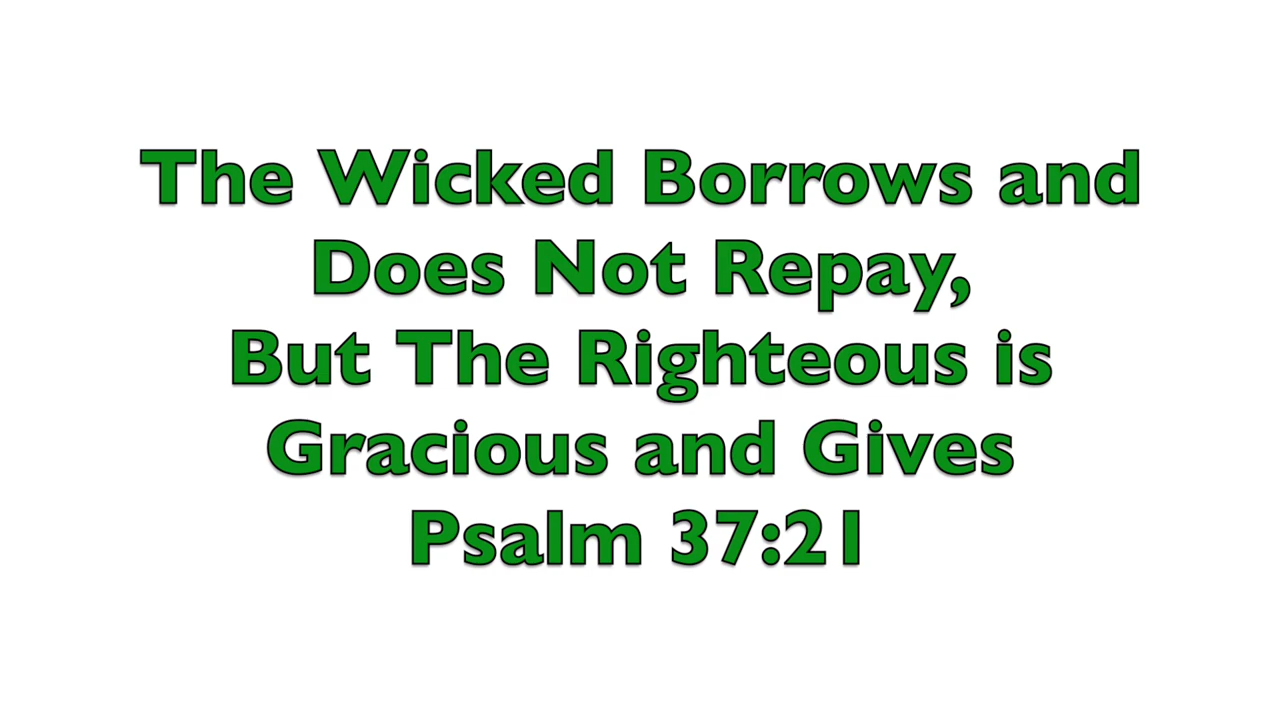 The Wicked Borrows and
Does Not Repay,
But The Righteous is
Gracious and Gives
Psalm 37:21